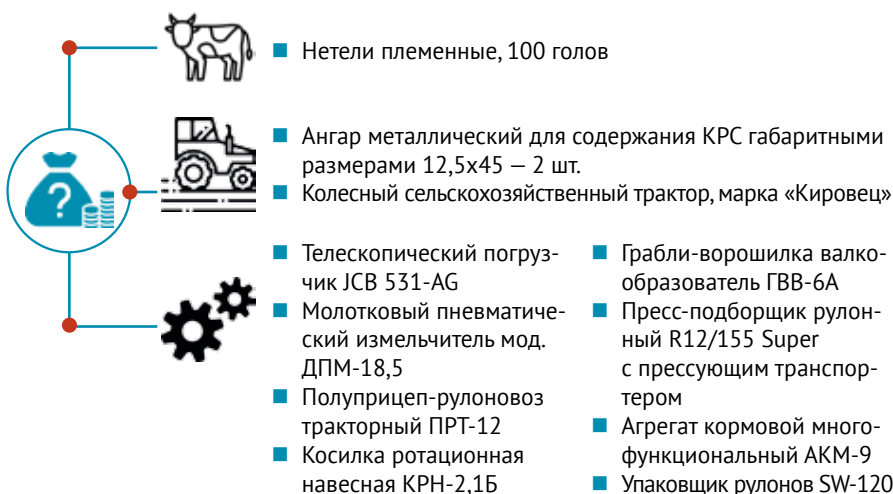 Нетели племенные, 100 голов
Ангар металлический для содержания КРС габаритными
размерами 12,5х45 — 2 шт.
Колесный сельскохозяйственный трактор, марка «Кировец»
?
Телескопический погруз-
чик JCB 531-AG
Молотковый пневматиче-
ский измельчитель мод.
ДПМ-18,5
Полуприцеп-рулоновоз
тракторный ПРТ-12
Косилка ротационная
навесная КРН-2,1Б
Грабли-ворошилка валко-
образователь ГВВ-6А
Пресс-подборщик рулон-
ный R12/155 Super
с прессующим транспор-
тером
Агрегат кормовой много-
функциональный АКМ-9
Упаковщик рулонов SW-120